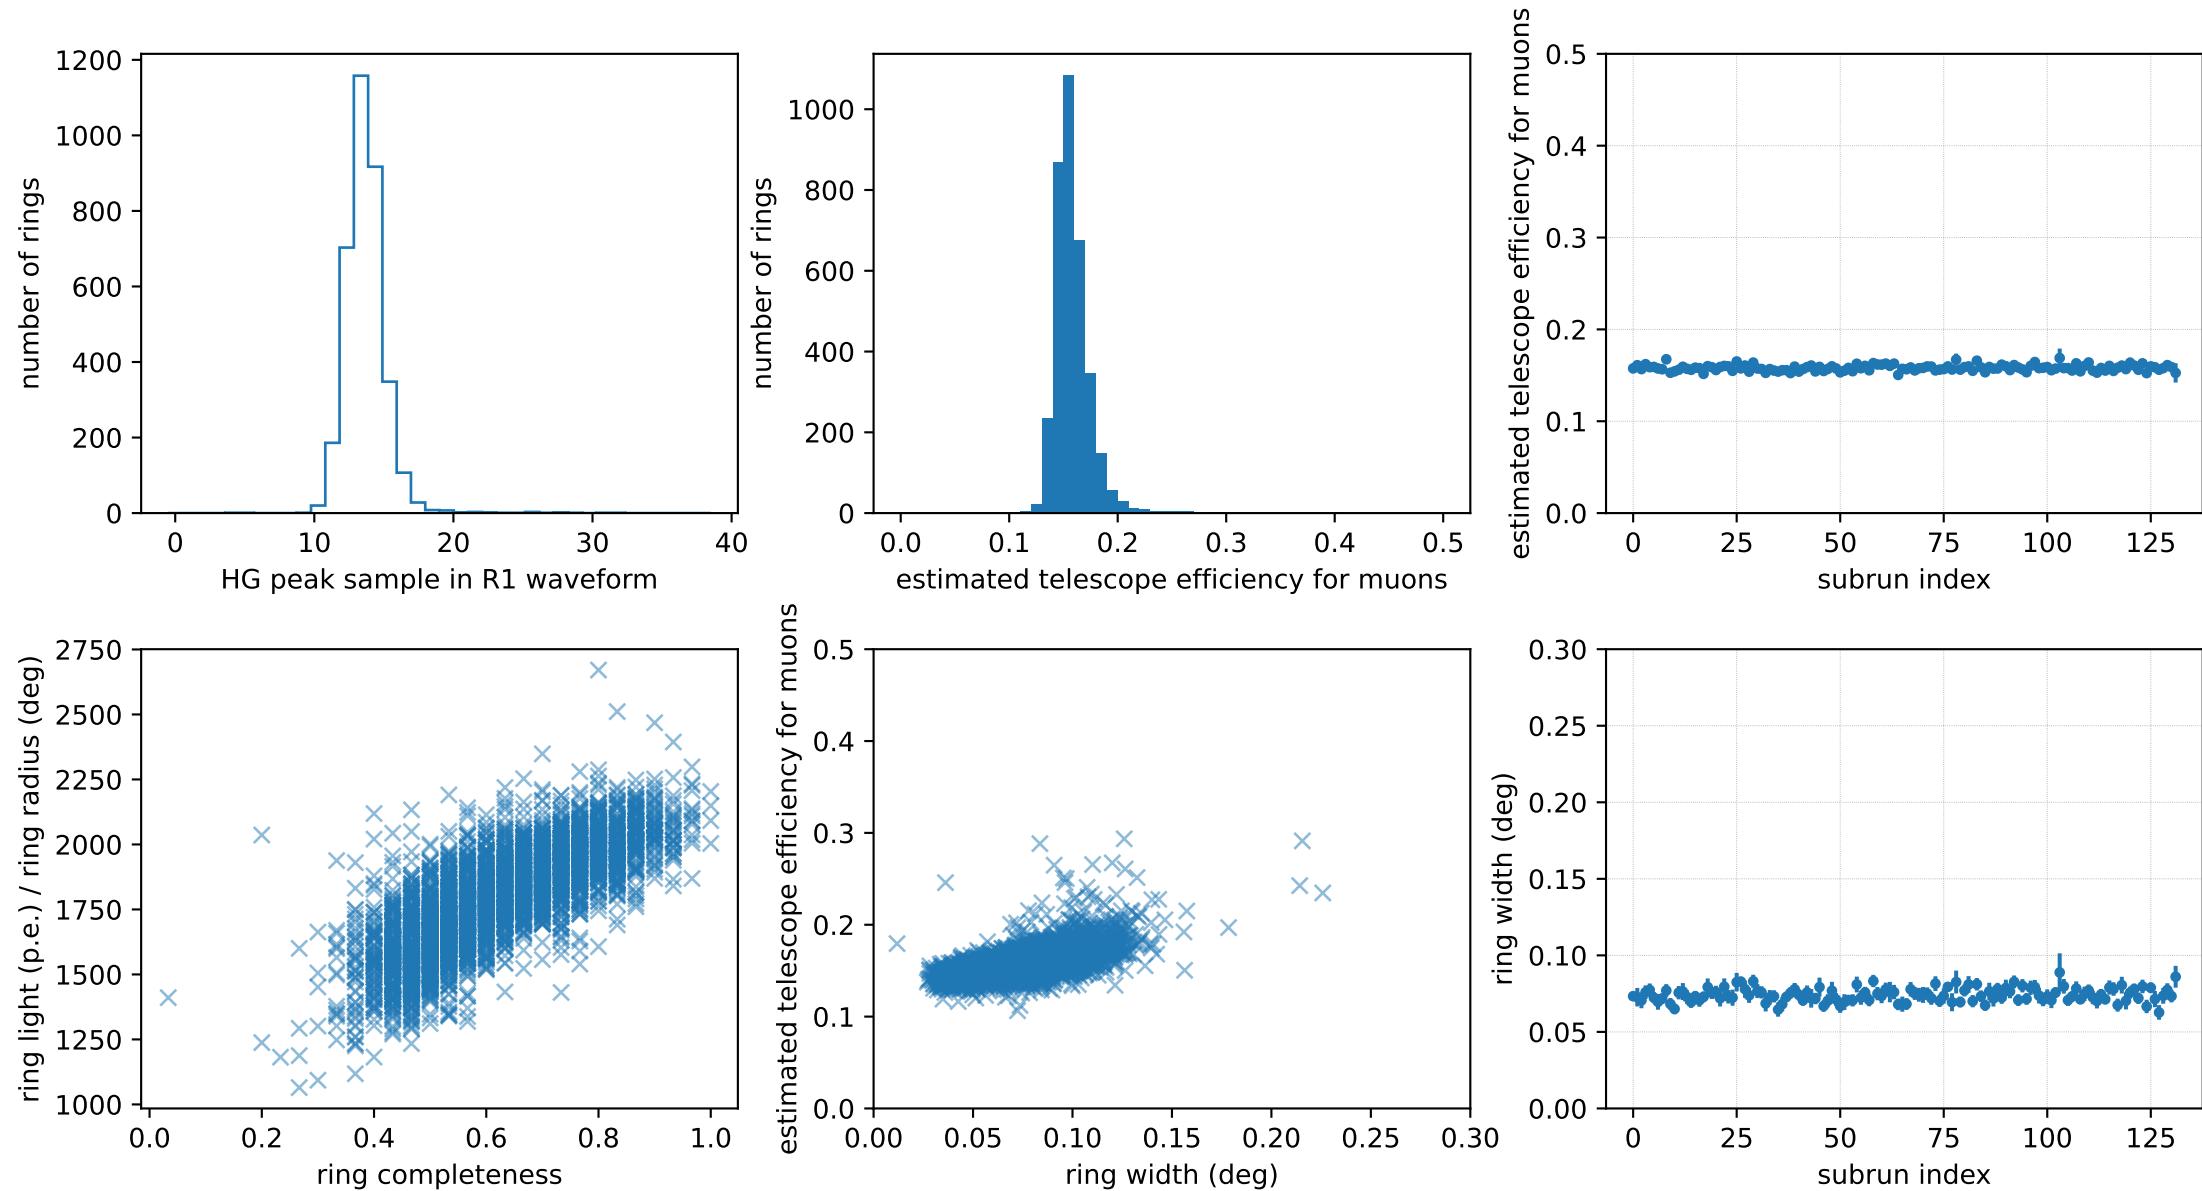 1200
1000
800
600
400
200
0
number of rings
0 10 20 30 40
HG peak sample in R1 waveform
1000
800
600
400
200
0
number of rings
0.0 0.1 0.2 0.3 0.4 0.5
estimated telescope efficiency for muons
0.5
0.4
0.3
0.2
0.1
0.0
estimated telescope efficiency for muons
0 25 50 75 100 125
subrun index
2750
2500
2250
2000
1750
1500
1250
1000
ring light (p.e.) / ring radius (deg)
0.0 0.2 0.4 0.6 0.8 1.0
ring completeness
0.5
0.4
0.3
0.2
0.1
0.0
estimated telescope efficiency for muons
0.00 0.05 0.10 0.15 0.20 0.25 0.30
ring width (deg)
0.30
0.25
0.20
0.15
0.10
0.05
0.00
ring width (deg)
0 25 50 75 100 125
subrun index